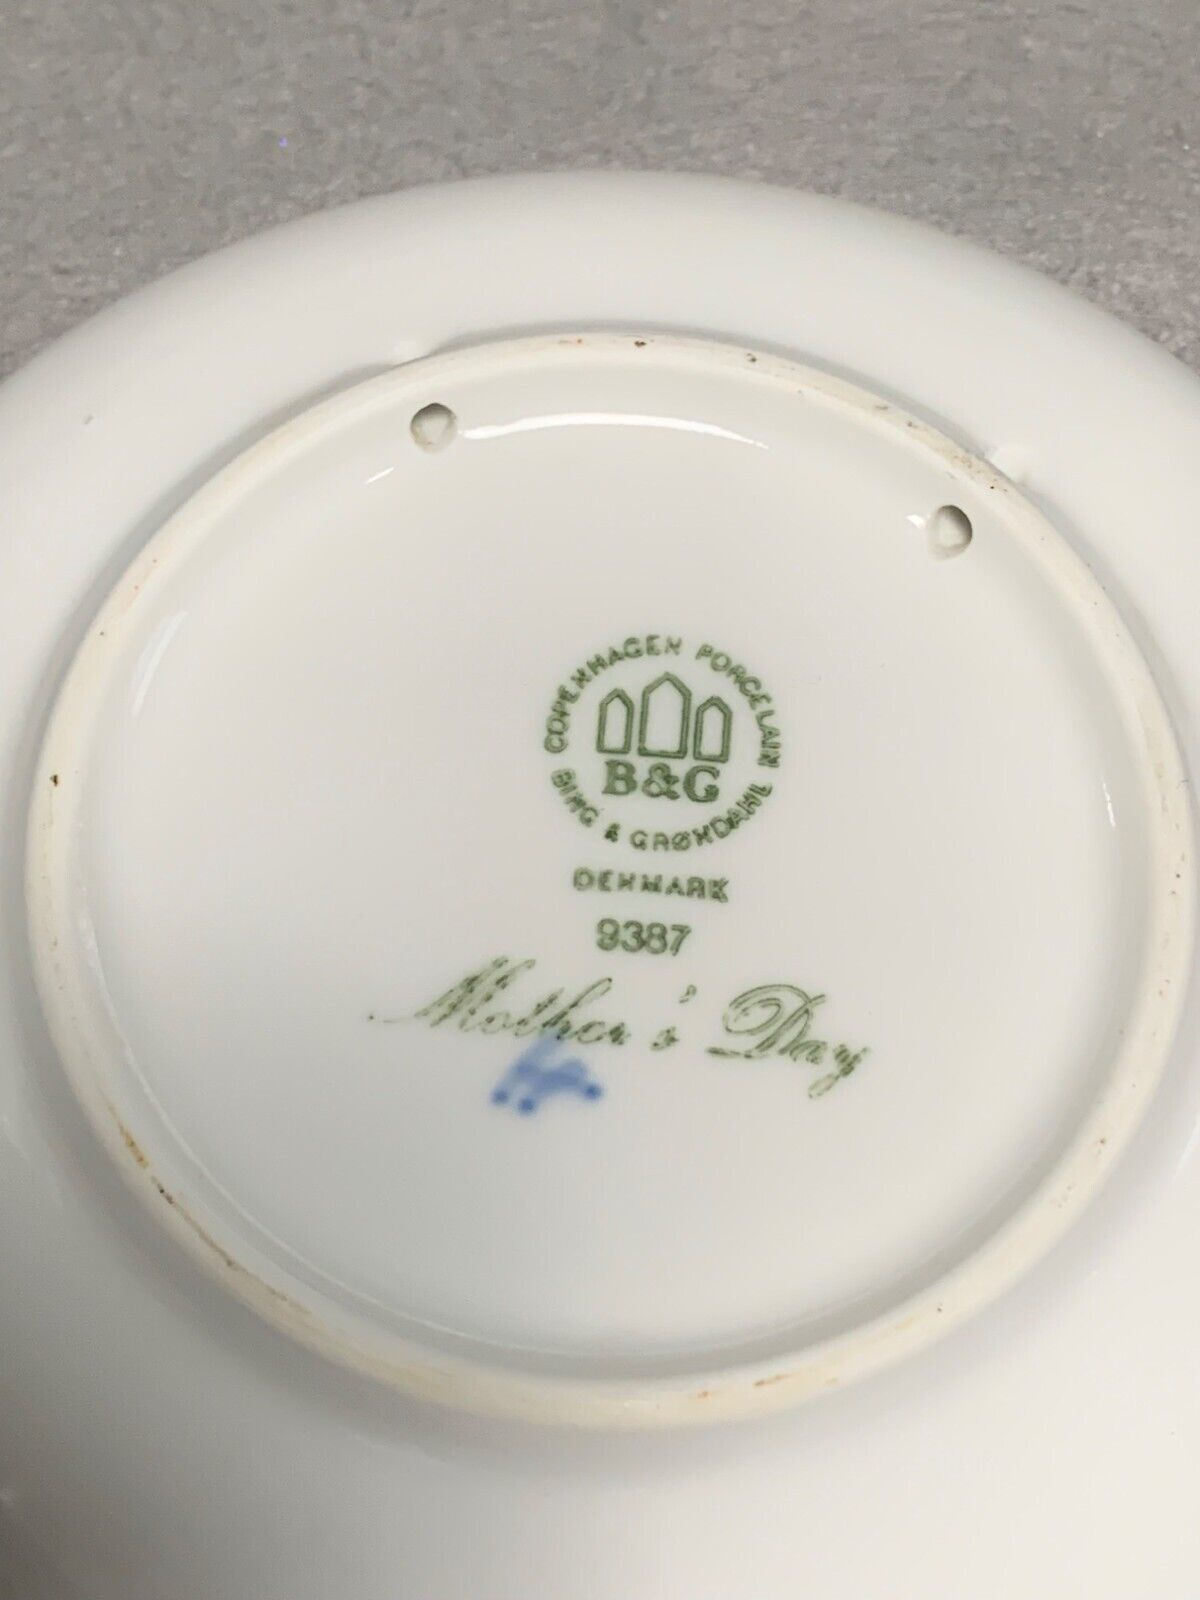 COPENHAGEN PORCELAIN
B&G
BING & GRØNDAHL
DENMARK
9387
Mother's Day